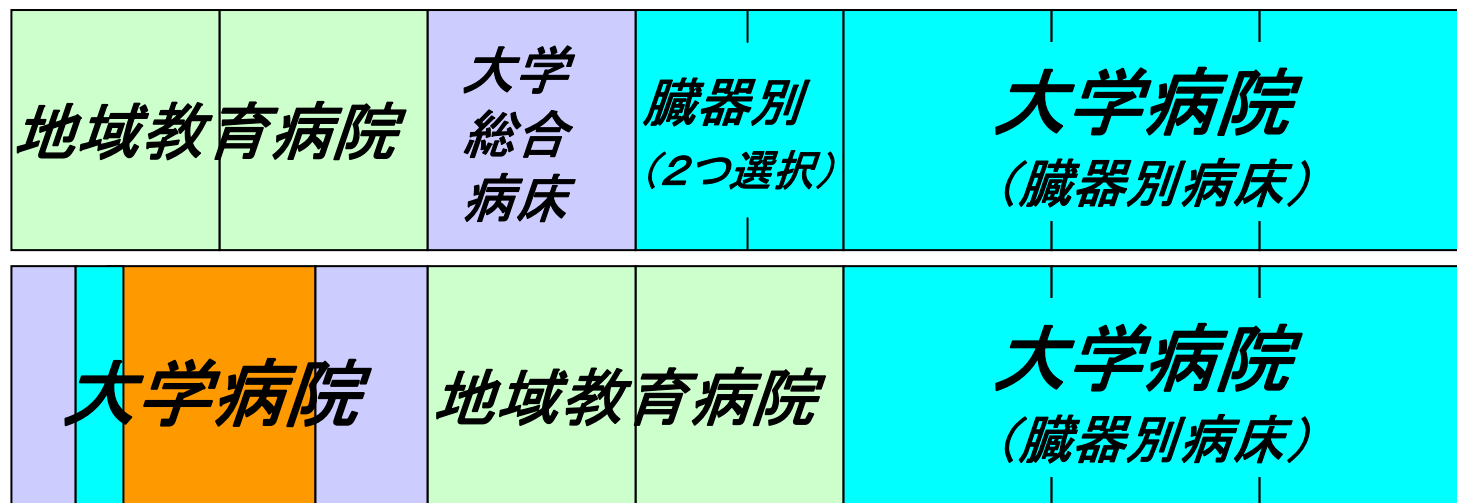 地域教育病院
大学
総合
病床
臓器別
（2つ選択）
大学病院
（臓器別病床）
大学病院
地域教育病院
大学病院
（臓器別病床）